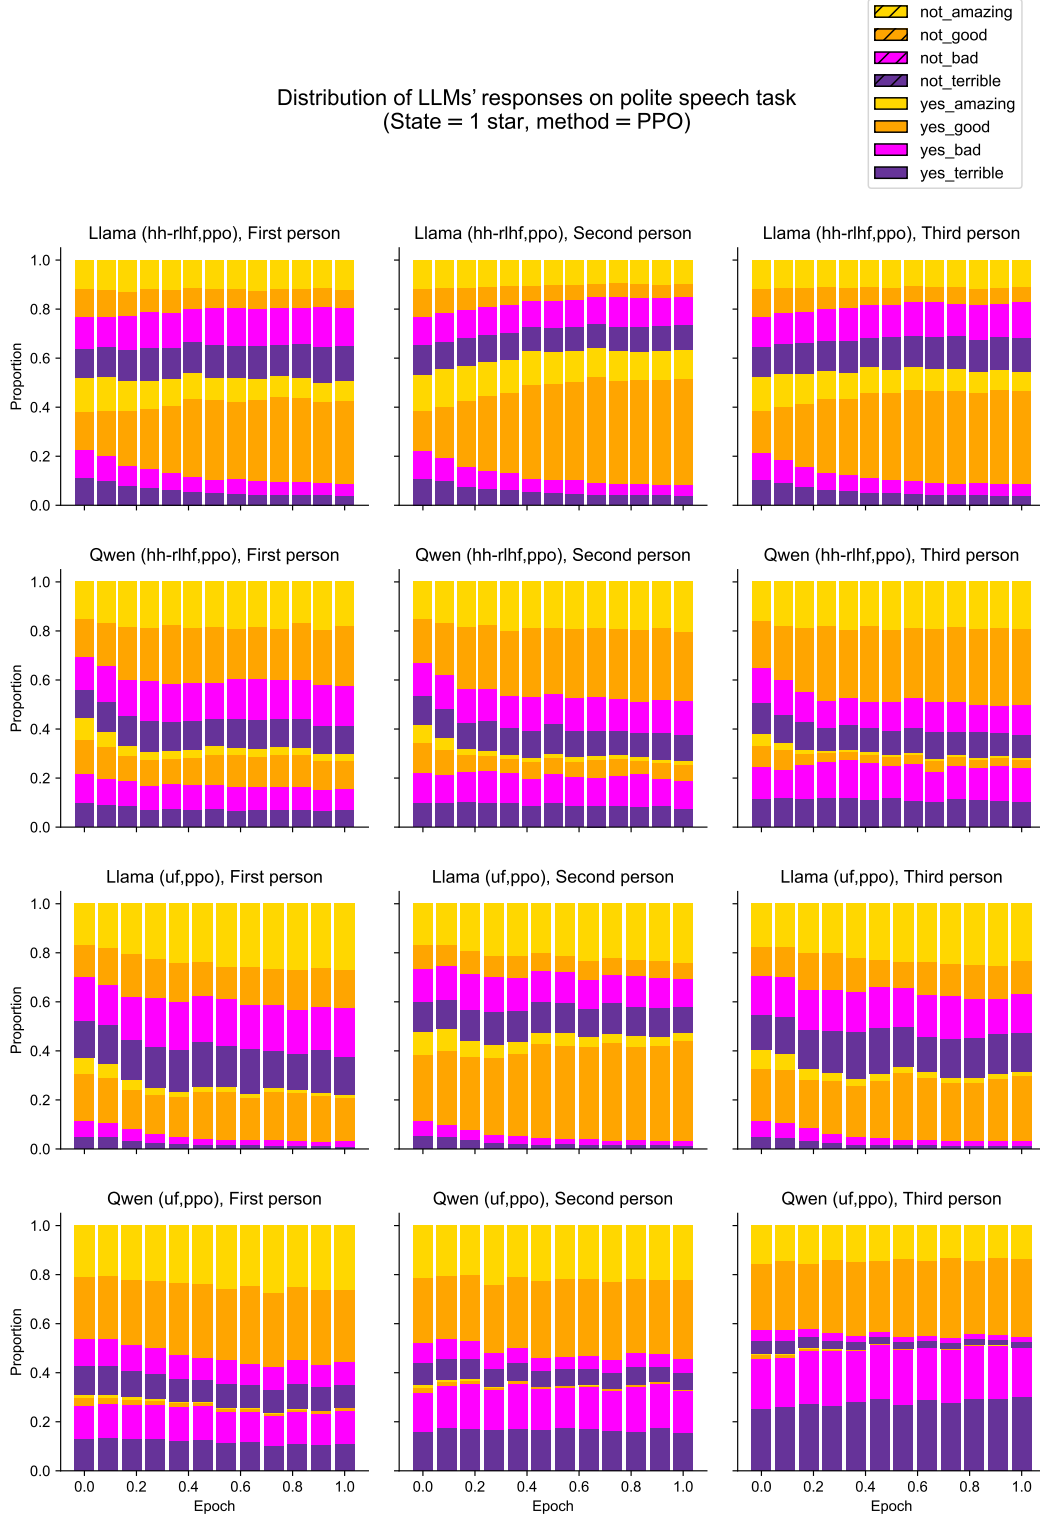 not_amazing
not_good
not_bad
not_terrible
yes_amazing
yes_good
yes_bad
yes_terrible
Distribution of LLMs' responses on polite speech task
(State = 1 star, method = PPO)
Llama (hh-rlhf,ppo), First person
Llama (hh-rlhf,ppo), Second person
Llama (hh-rlhf,ppo), Third person
1.0
0.8
0.6
0.4
0.2
0.0
Proportion
Qwen (hh-rlhf,ppo), First person
Qwen (hh-rlhf,ppo), Second person
Qwen (hh-rlhf,ppo), Third person
1.0
0.8
0.6
0.4
0.2
0.0
Proportion
Llama (uf,ppo), First person
Llama (uf,ppo), Second person
Llama (uf,ppo), Third person
1.0
0.8
0.6
0.4
0.2
0.0
Proportion
Qwen (uf,ppo), First person
Qwen (uf,ppo), Second person
Qwen (uf,ppo), Third person
1.0
0.8
0.6
0.4
0.2
0.0
Proportion
0.0 0.2 0.4 0.6 0.8 1.0
Epoch
0.0 0.2 0.4 0.6 0.8 1.0
Epoch
0.0 0.2 0.4 0.6 0.8 1.0
Epoch